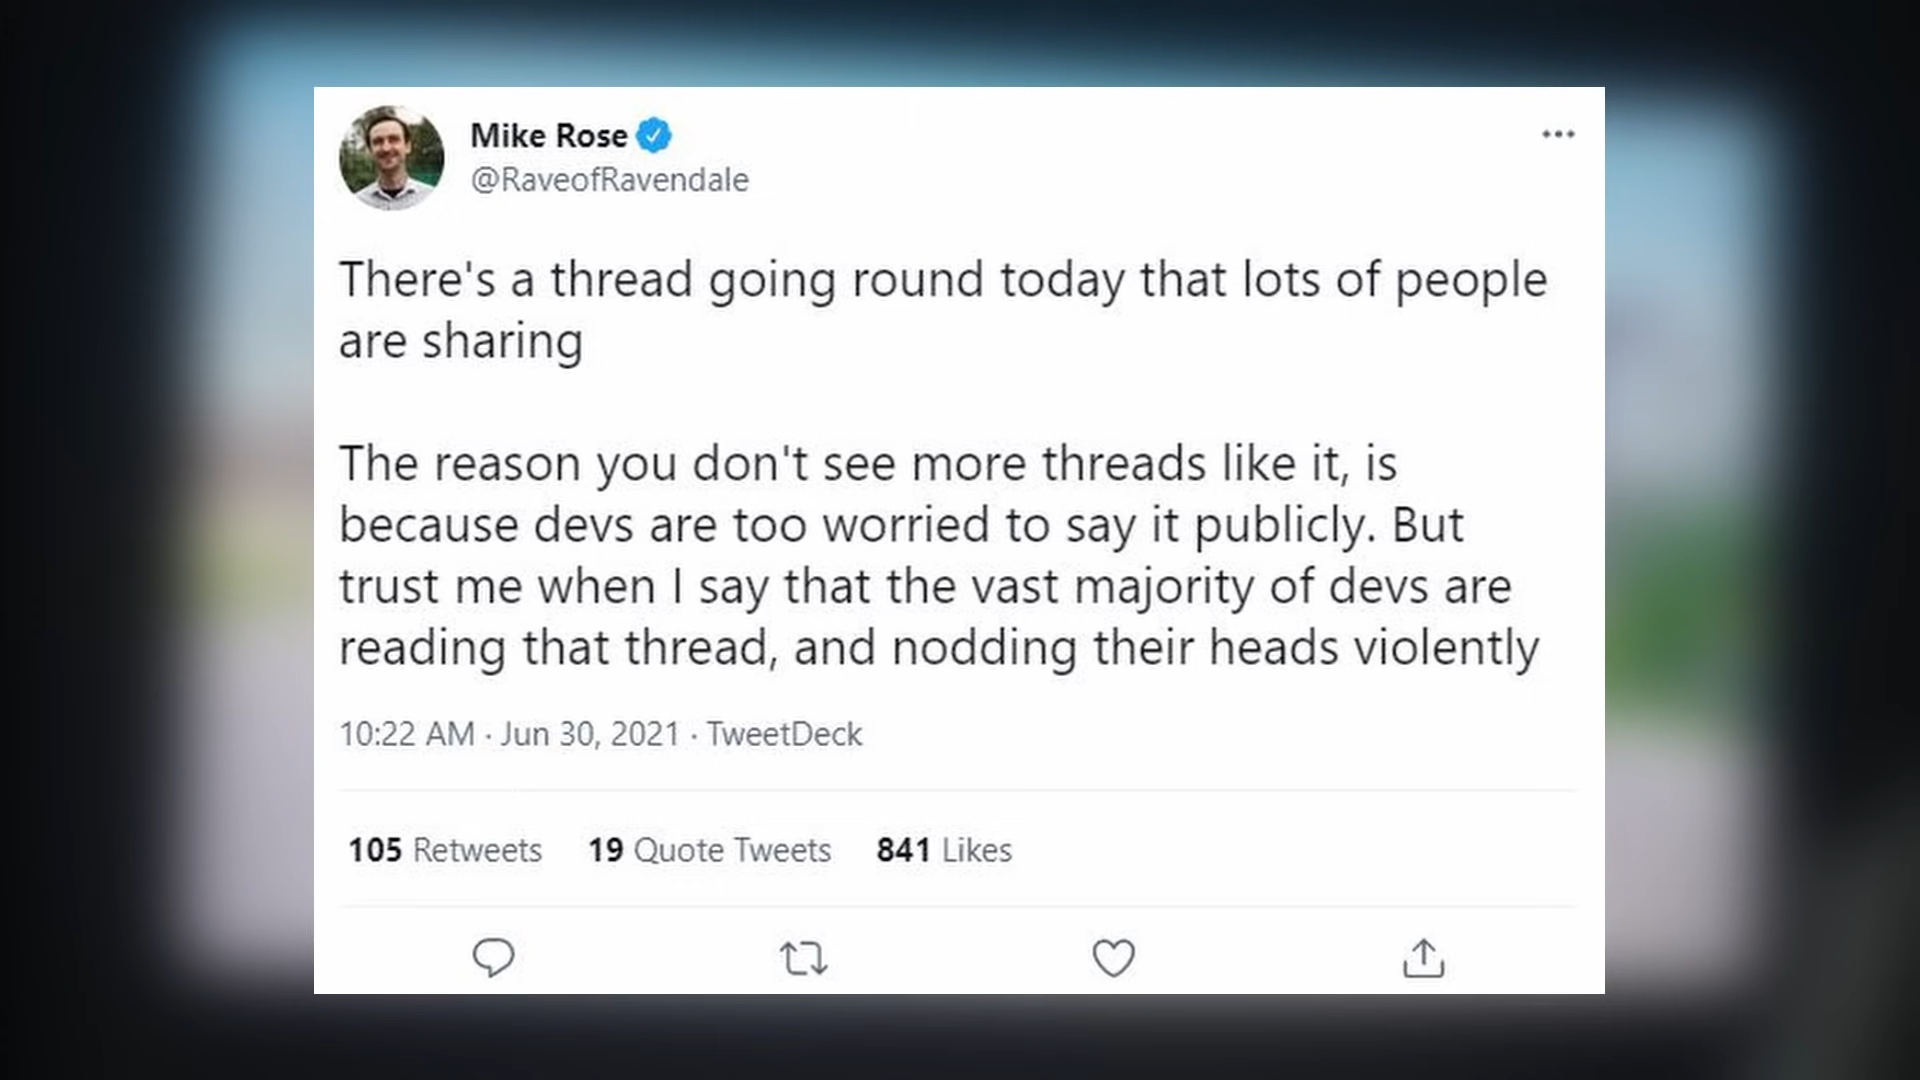 Mike Rose
@RaveofRavendale
There's a thread going round today that lots of people
are sharing
The reason you don't see more threads like it, is
because devs are too worried to say it publicly. But
trust me when I say that the vast majority of devs are
reading that thread, and nodding their heads violently
10:22 AM · Jun 30, 2021 · TweetDeck
105 Retweets 19 Quote Tweets 841 Likes